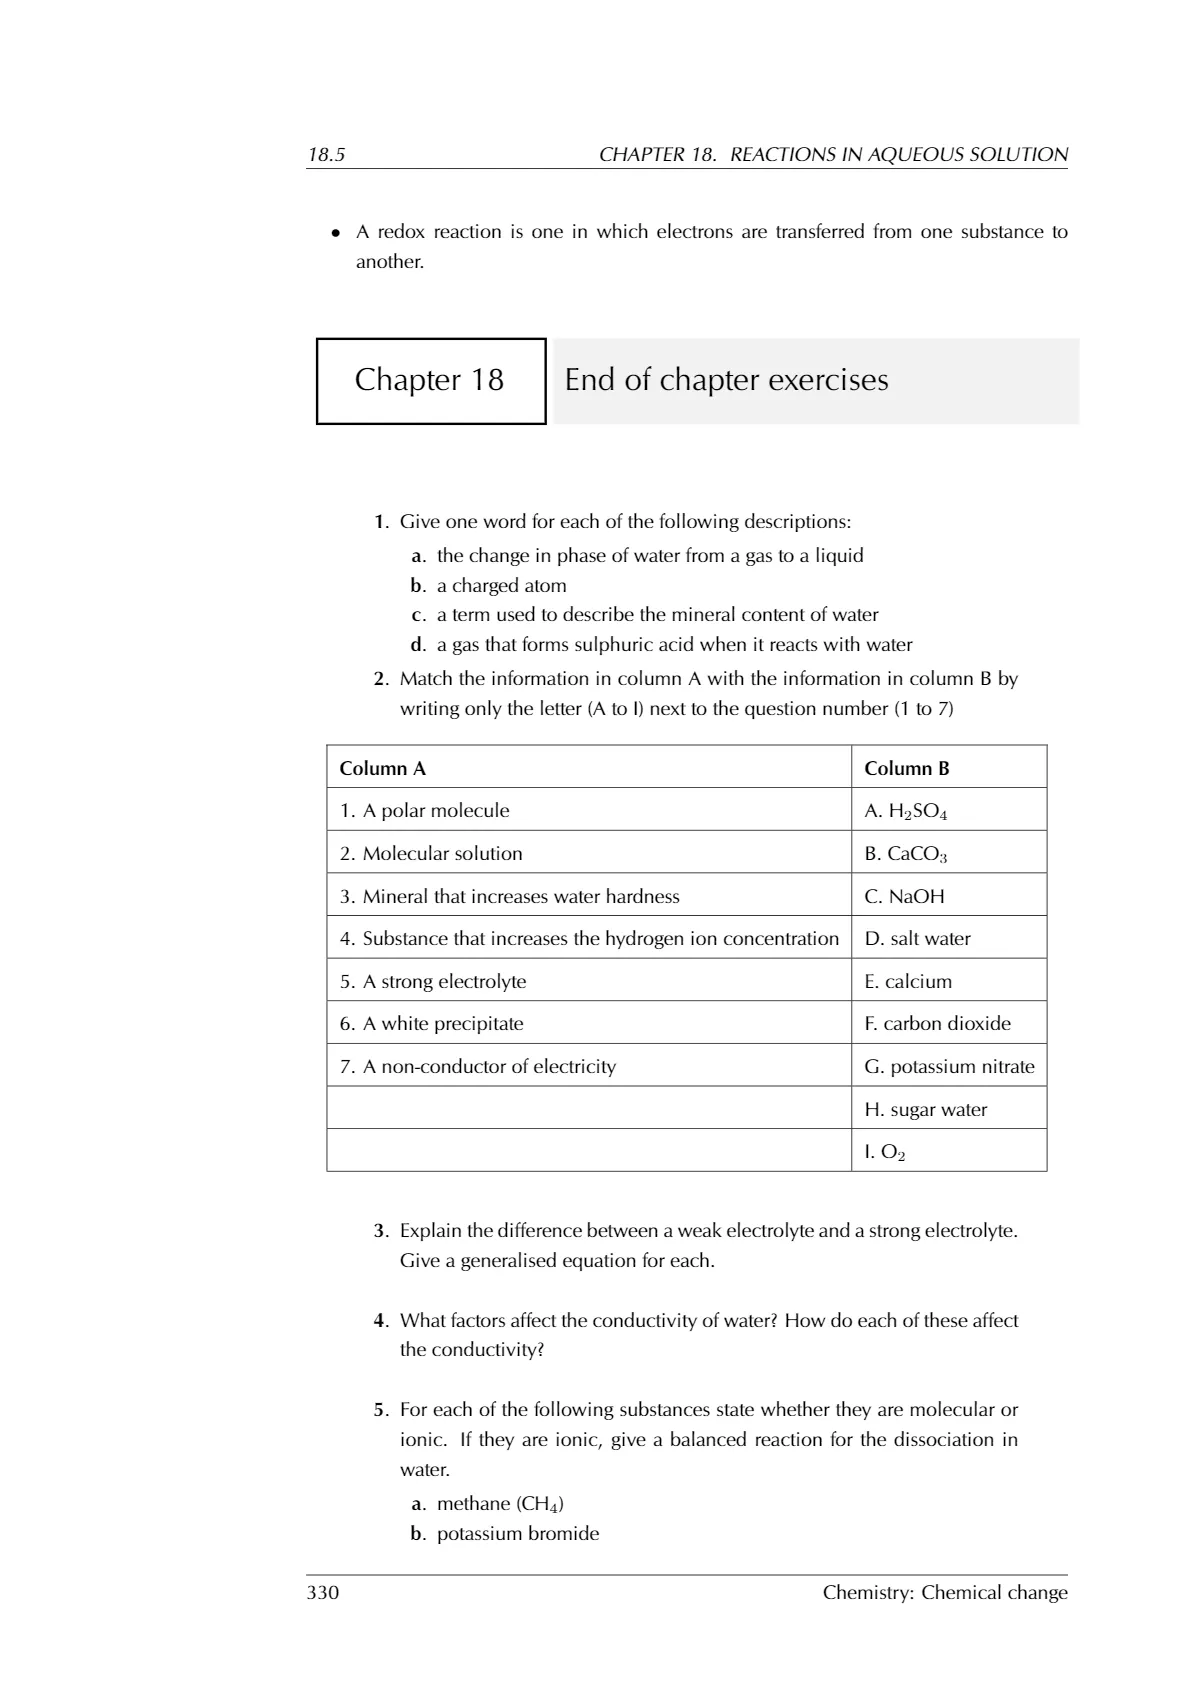 18.5 CHAPTER 18. REACTIONS IN AQUEOUS SOLUTION
• A redox reaction is one in which electrons are transferred from one substance to
another.
Chapter 18 End of chapter exercises
1. Give one word for each of the following descriptions:
a. the change in phase of water from a gas to a liquid
b. a charged atom
c. a term used to describe the mineral content of water
d. a gas that forms sulphuric acid when it reacts with water
2. Match the information in column A with the information in column B by
writing only the letter (A to I) next to the question number (1 to 7)
Column A Column B
1. A polar molecule A. H₂SO₄
2. Molecular solution B. CaCO₃
3. Mineral that increases water hardness C. NaOH
4. Substance that increases the hydrogen ion concentration D. salt water
5. A strong electrolyte E. calcium
6. A white precipitate F. carbon dioxide
7. A non-conductor of electricity G. potassium nitrate
H. sugar water
I. O₂
3. Explain the difference between a weak electrolyte and a strong electrolyte.
Give a generalised equation for each.
4. What factors affect the conductivity of water? How do each of these affect
the conductivity?
5. For each of the following substances state whether they are molecular or
ionic. If they are ionic, give a balanced reaction for the dissociation in
water.
a. methane (CH₄)
b. potassium bromide
330 Chemistry: Chemical change